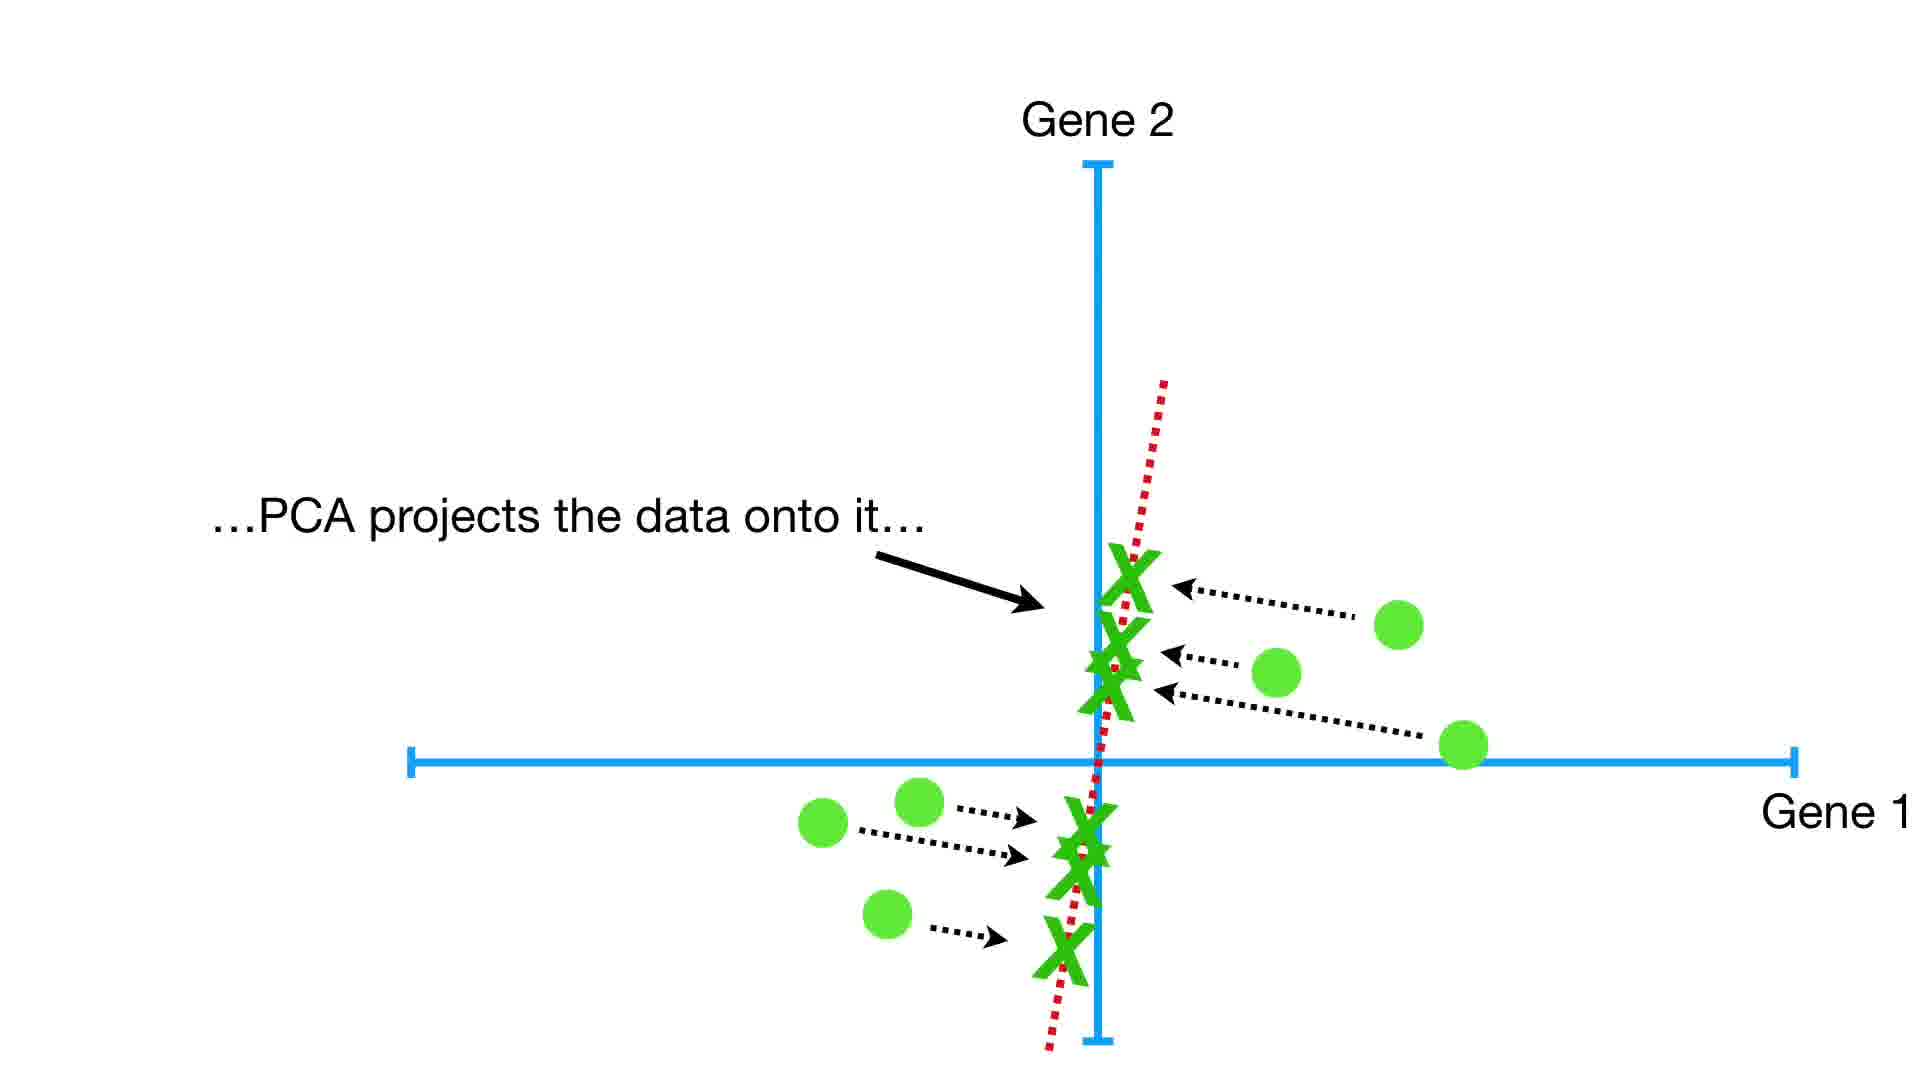 Gene 2
…PCA projects the data onto it…
Gene 1